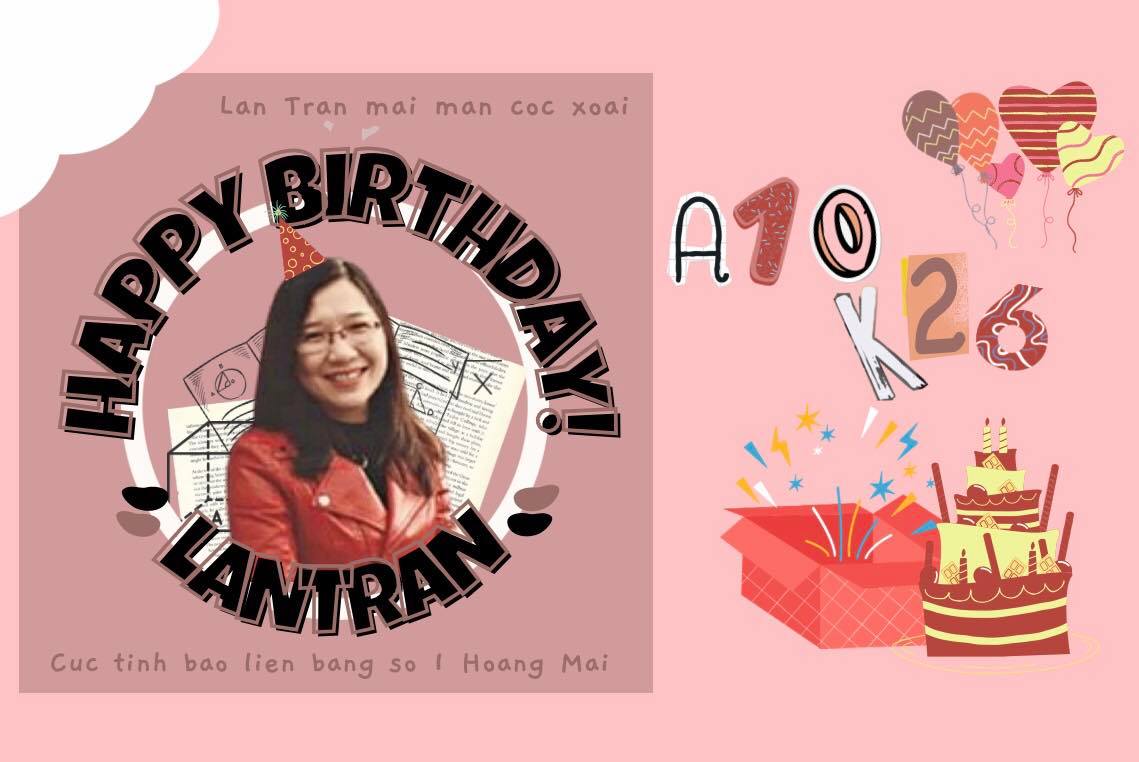 Lan Tran mai man coc xoai
HAPPY BIRTHDAY!
LANTRAN
Cuc tinh bao lien bang so 1 Hoang Mai
A10
K26